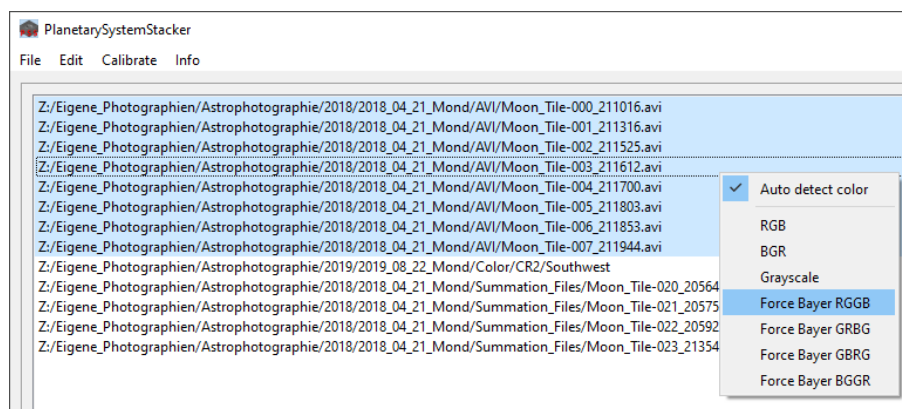 PlanetarySystemStacker
File Edit Calibrate Info
Z:/Eigene_Photographien/Astrophotographie/2018/2018_04_21_Mond/AVI/Moon_Tile-000_211016.avi
Z:/Eigene_Photographien/Astrophotographie/2018/2018_04_21_Mond/AVI/Moon_Tile-001_211316.avi
Z:/Eigene_Photographien/Astrophotographie/2018/2018_04_21_Mond/AVI/Moon_Tile-002_211525.avi
Z:/Eigene_Photographien/Astrophotographie/2018/2018_04_21_Mond/AVI/Moon_Tile-003_211612.avi
Z:/Eigene_Photographien/Astrophotographie/2018/2018_04_21_Mond/AVI/Moon_Tile-004_211700.avi
Z:/Eigene_Photographien/Astrophotographie/2018/2018_04_21_Mond/AVI/Moon_Tile-005_211803.avi
Z:/Eigene_Photographien/Astrophotographie/2018/2018_04_21_Mond/AVI/Moon_Tile-006_211853.avi
Z:/Eigene_Photographien/Astrophotographie/2018/2018_04_21_Mond/AVI/Moon_Tile-007_211944.avi
Z:/Eigene_Photographien/Astrophotographie/2019/2019_08_22_Mond/Color/CR2/Southwest
Z:/Eigene_Photographien/Astrophotographie/2018/2018_04_21_Mond/Summation_Files/Moon_Tile-020_20564
Z:/Eigene_Photographien/Astrophotographie/2018/2018_04_21_Mond/Summation_Files/Moon_Tile-021_20575
Z:/Eigene_Photographien/Astrophotographie/2018/2018_04_21_Mond/Summation_Files/Moon_Tile-022_20592
Z:/Eigene_Photographien/Astrophotographie/2018/2018_04_21_Mond/Summation_Files/Moon_Tile-023_21354
Auto detect color
RGB
BGR
Grayscale
Force Bayer RGGB
Force Bayer GRBG
Force Bayer GBRG
Force Bayer BGGR